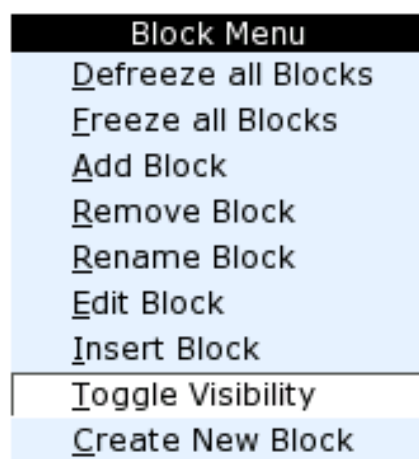 Block Menu
Defreeze all Blocks
Freeze all Blocks
Add Block
Remove Block
Rename Block
Edit Block
Insert Block
Toggle Visibility
Create New Block